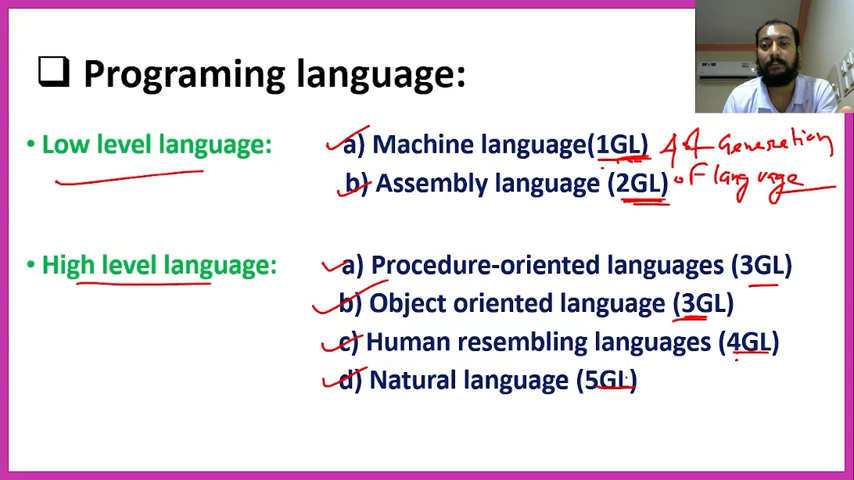 Programing language:
• Low level language: a) Machine language(1GL) Generation
b) Assembly language (2GL) of language
• High level language: a) Procedure-oriented languages (3GL)
b) Object oriented language (3GL)
c) Human resembling languages (4GL)
d) Natural language (5GL)